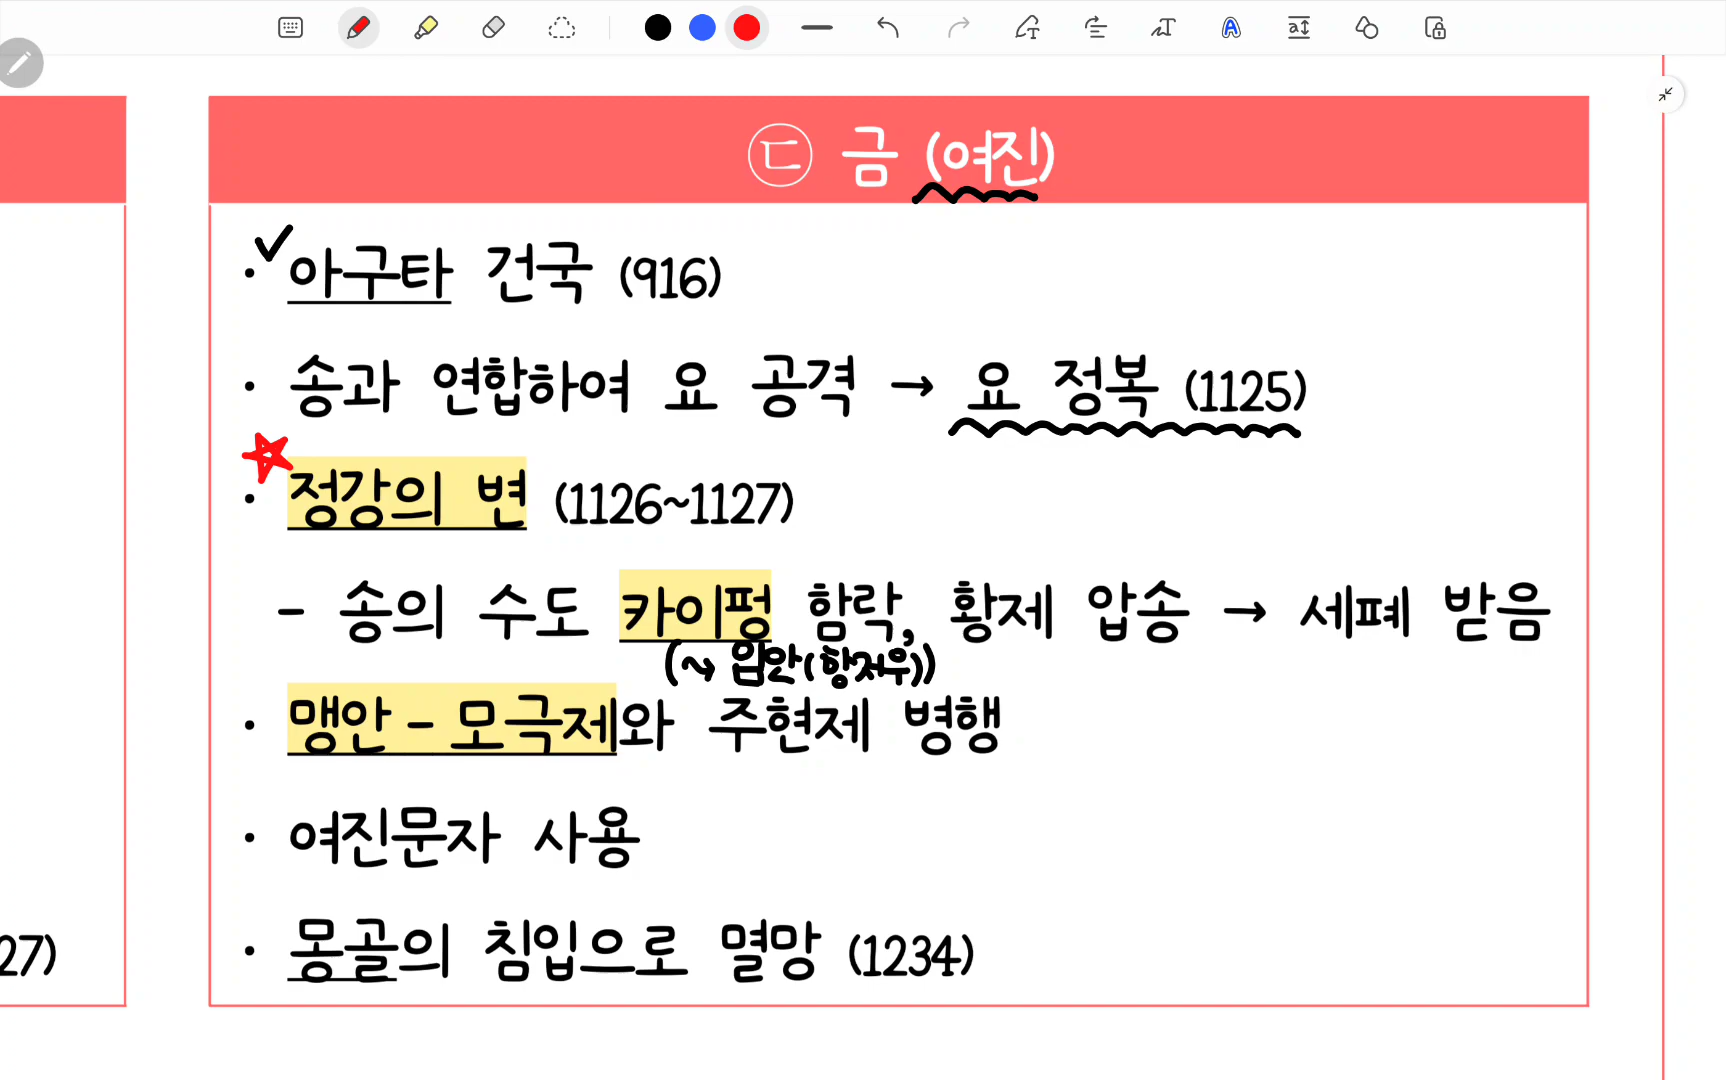 ㉢ 금 (여진)
· 아구타 건국 (916)
· 송과 연합하여 요 공격 → 요 정복 (1125)
· 정강의 변 (1126~1127)
- 송의 수도 카이펑 함락, 황제 압송 → 세폐 받음
(↝ 임안(항저우))
· 맹안 - 모극제와 주현제 병행
· 여진문자 사용
27)
· 몽골의 침입으로 멸망 (1234)